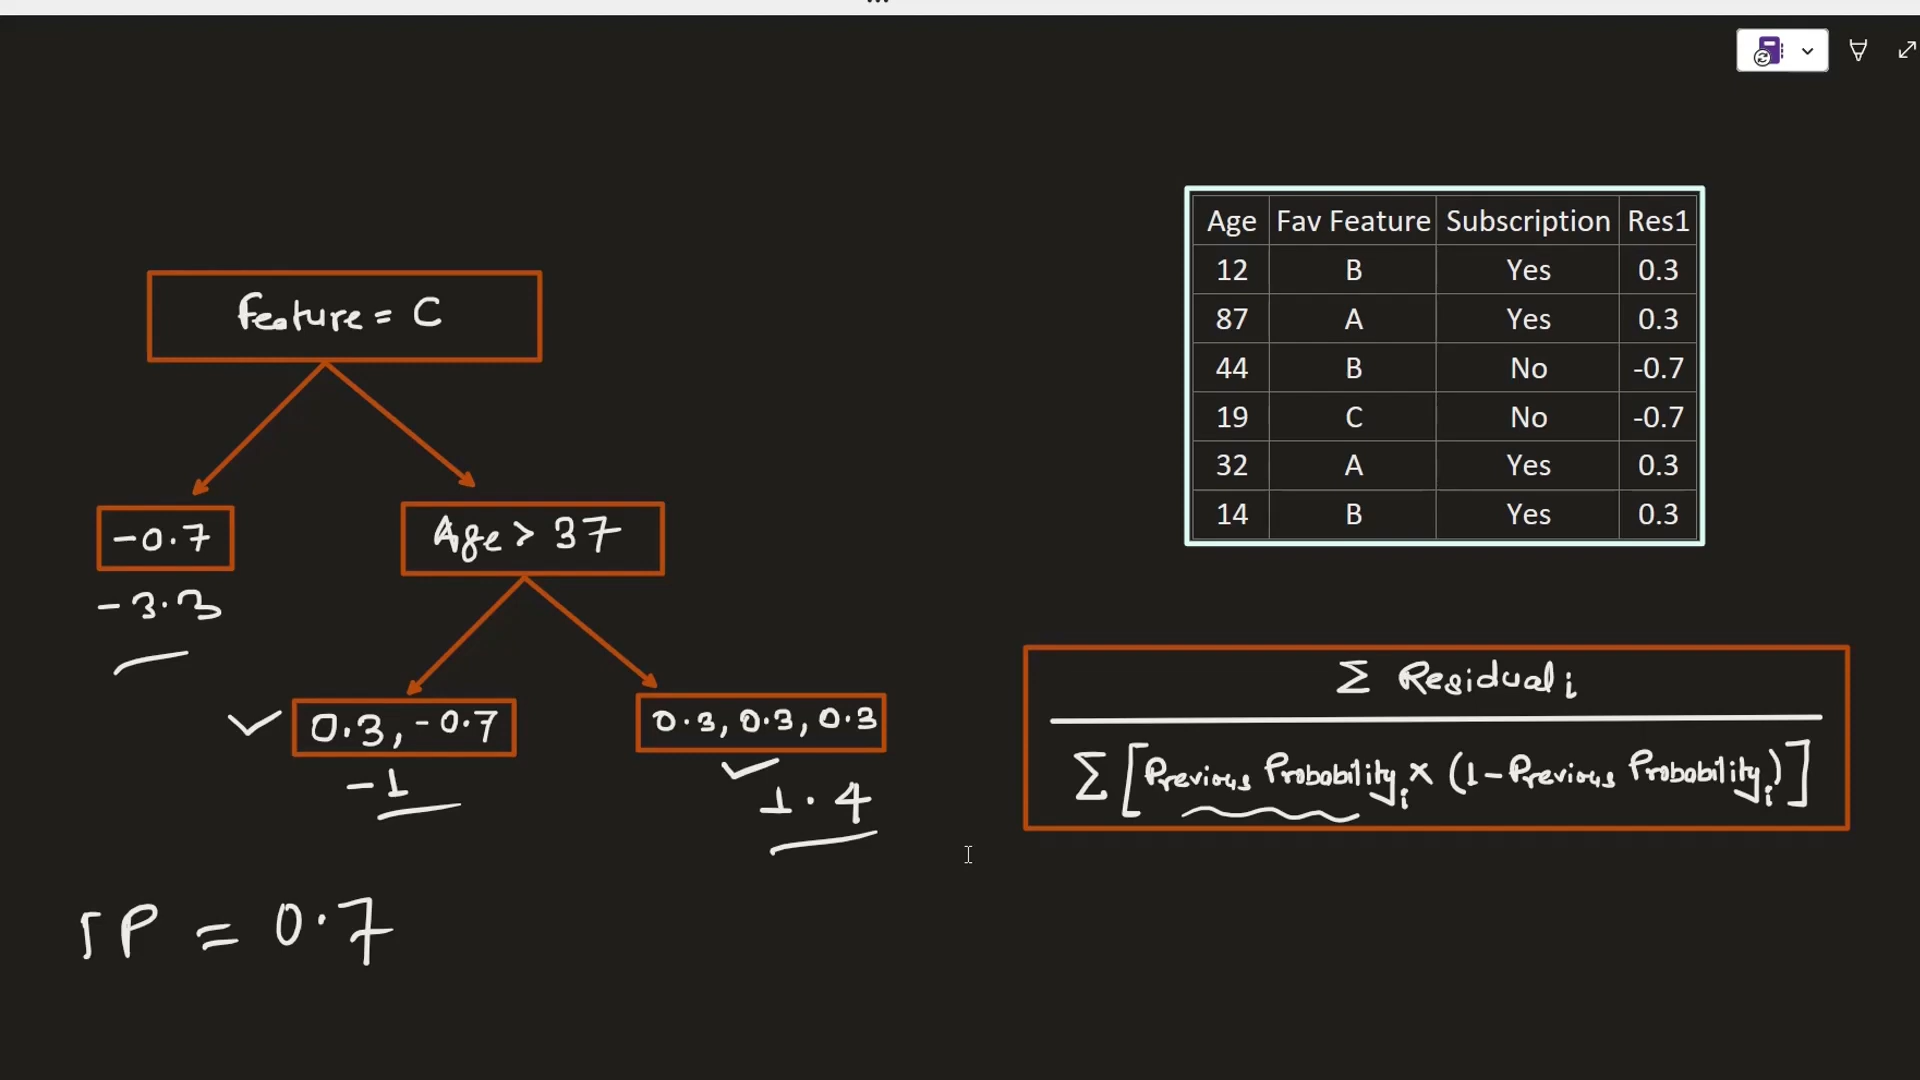 Feature = C
-0.7
-3.3
Age > 37
0.3, -0.7
-1
0.3, 0.3, 0.3
1.4
IP = 0.7
Age Fav Feature Subscription Res1
12 B Yes 0.3
87 A Yes 0.3
44 B No -0.7
19 C No -0.7
32 A Yes 0.3
14 B Yes 0.3
Σ Residual i
Σ [Previous Probability i × (1 - Previous Probability i)]